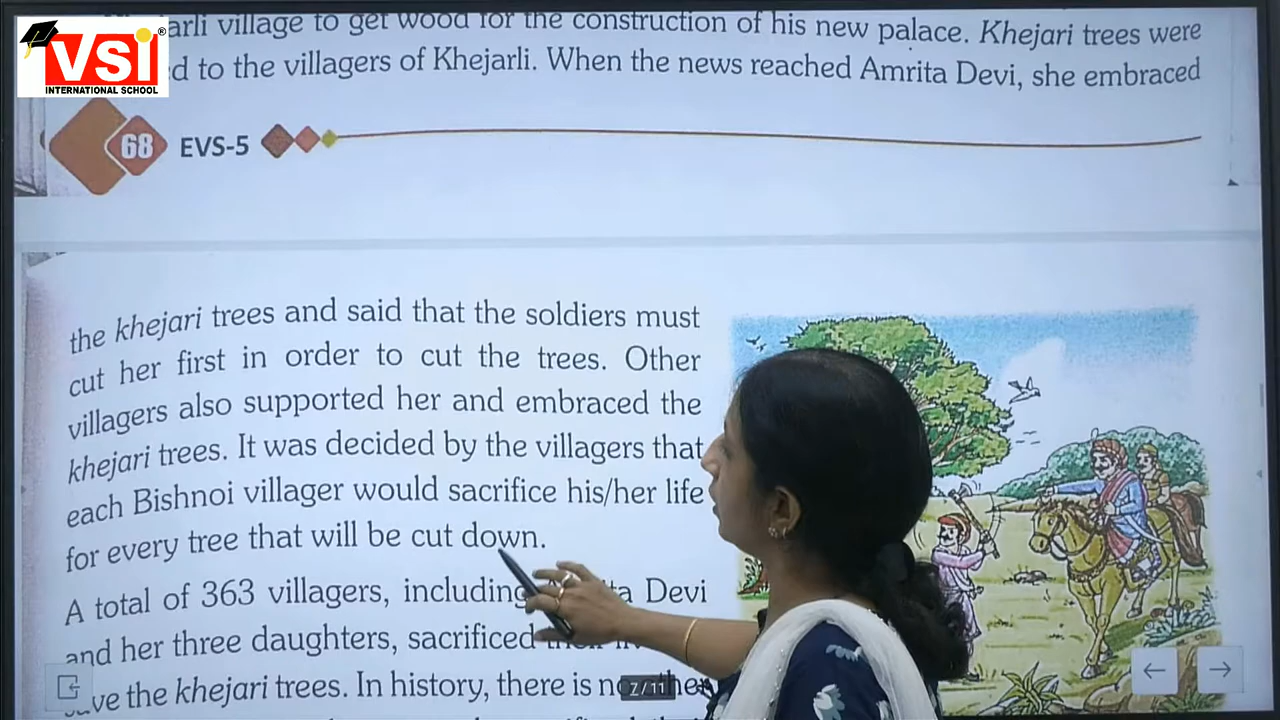 arli village to get wood for the construction of his new palace. Khejari trees were
VSI
INTERNATIONAL SCHOOL
®
ed to the villagers of Khejarli. When the news reached Amrita Devi, she embraced
68 EVS-5
the khejari trees and said that the soldiers must
cut her first in order to cut the trees. Other
villagers also supported her and embraced the
khejari trees. It was decided by the villagers that
each Bishnoi villager would sacrifice his/her life
for every tree that will be cut down.
A total of 363 villagers, including Devi
and her three daughters, sacrificed
the khejari trees. In history, there is
7/11